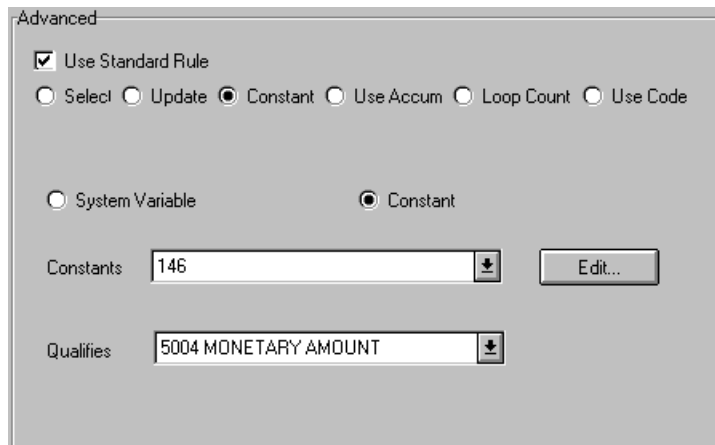 Advanced
Use Standard Rule
Select Update Constant Use Accum Loop Count Use Code
System Variable Constant
Constants 146 Edit...
Qualifies 5004 MONETARY AMOUNT